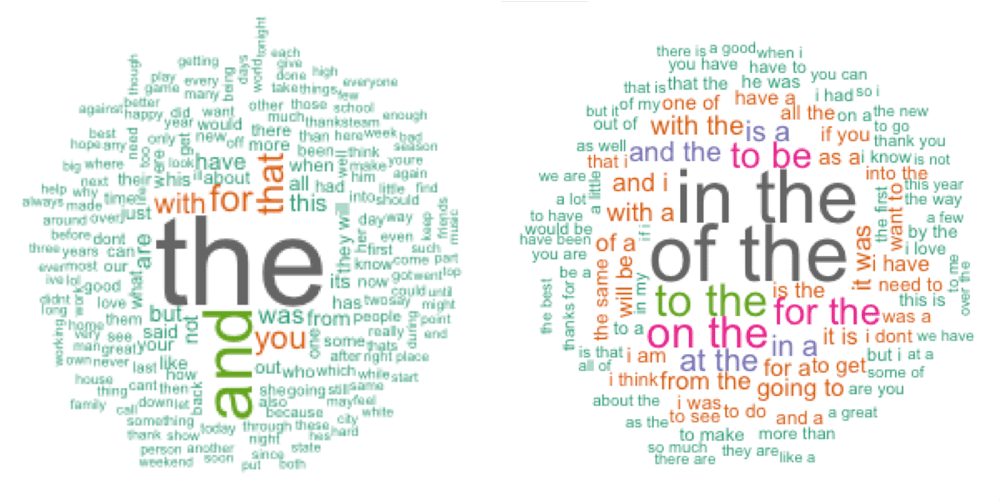 tonight
though
getting
days
world
each
give
done
high
play
every
being
game
many
take
things
everyone
few
against
better
happy
did
want
other
those
school
enough
year
would
much
thanks
team
best
need
only
new
off
there
than
here
week
bad
hope
any
too
were
get
more
been
think
season
big
where
look
have
when
well
make
youre
next
their
his
ill
about
all
had
him
again
help
why
with
for
that
this
into
little
find
always
made
time
just
should
around
over
the
they
will
her
day
way
keep
friends
music
before
dont
are
even
such
three
years
can
first
ever
most
our
what
its
know
come
part
ive
lol
good
now
got
went
top
didnt
love
but
was
has
two
say
could
until
long
them
not
from
people
might
working
home
said
and
you
one
really
during
point
very
see
your
some
thats
end
man
great
after
right
place
own
never
last
like
out
who
which
while
start
house
how
she
going
still
same
thing
cant
then
back
also
may
feel
family
down
let
because
white
call
something
today
through
these
city
thank
show
night
hes
hard
person
another
since
state
weekend
soon
put
both
there is
a good
when i
you have
have to
that is
that the
he was
you can
but it
of my
one of
have a
i had
so i
out of
all the
on a
the new
with the
is a
if you
to go
as well
thank you
that i
and the
to be
as a
i know
is not
we are
into the
a little
and i
in the
the first
want to
this year
a lot
the way
to have
with a
a few
would be
if i
it was
by the
have been
of a
of the
i love
you are
will be
i have
be a
to me
over the
the best
thanks for
the same
in my
to the
is the
need to
this is
to a
on the
for the
was a
it is
i dont
we have
is that
i am
at the
in a
but i
at a
all of
for a
to get
some of
i think
from the
going to
are you
about the
i was
to see
to do
and a
a great
as the
to make
more than
so much
they are
there are
like a